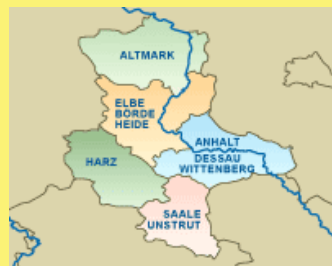 ALTMARK
ELBE
BÖRDE
HEIDE
ANHALT
DESSAU
WITTENBERG
HARZ
SAALE
UNSTRUT